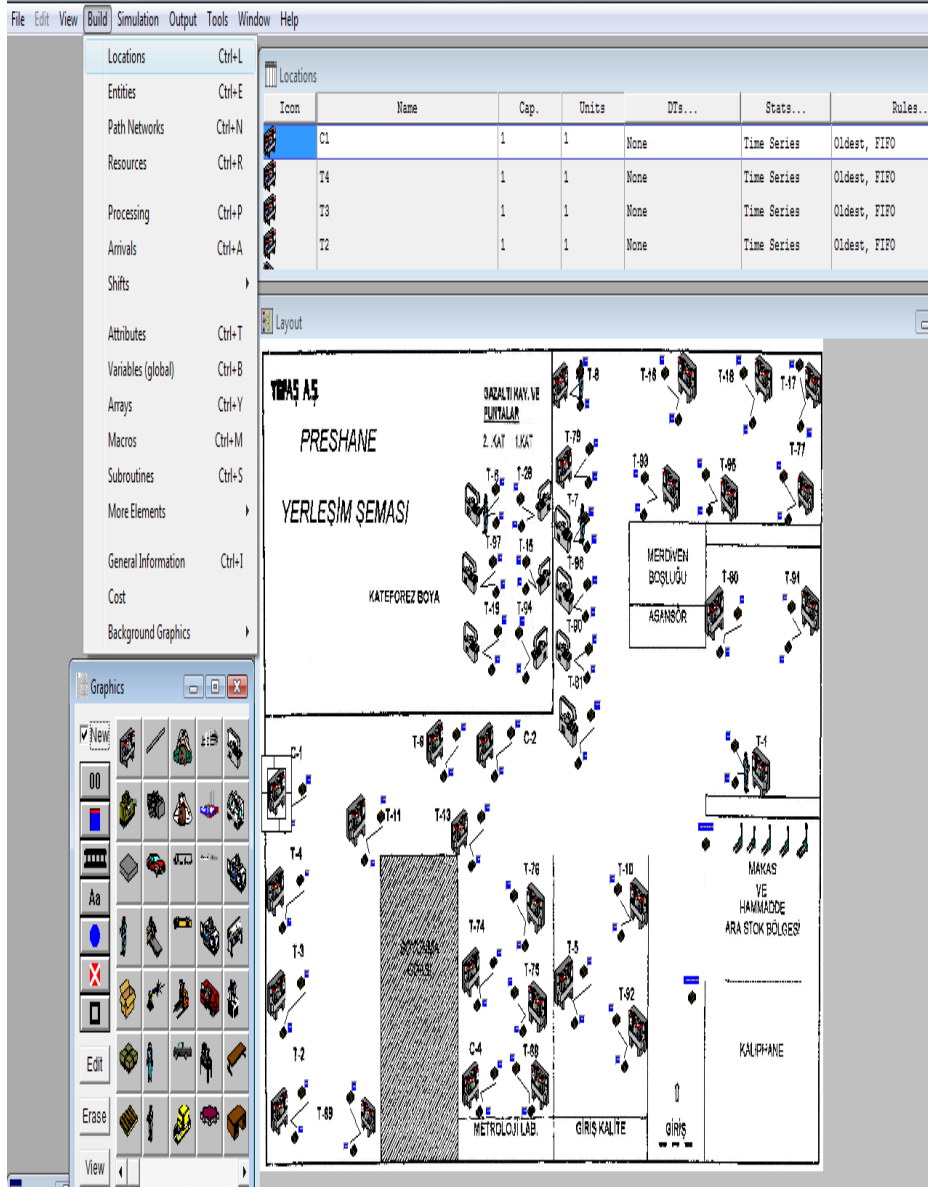 File Edit View Build Simulation Output Tools Window Help
Locations Ctrl+L
Entities Ctrl+E
Path Networks Ctrl+N
Resources Ctrl+R
Processing Ctrl+P
Arrivals Ctrl+A
Shifts
Attributes Ctrl+T
Variables (global) Ctrl+B
Arrays Ctrl+Y
Macros Ctrl+M
Subroutines Ctrl+S
More Elements
General Information Ctrl+I
Cost
Background Graphics
Locations
Icon Name Cap. Units DTs... Stats... Rules..
C1 1 1 None Time Series Oldest, FIFO
T4 1 1 None Time Series Oldest, FIFO
T3 1 1 None Time Series Oldest, FIFO
T2 1 1 None Time Series Oldest, FIFO
Layout
A.Ş.
PRESHANE
YERLEŞİM ŞEMASI
GAZALTI KAY. VE
PUNTALAR
2. KAT 1.KAT
KATEFOREZ BOYA
T-8 T-16 T-18 T-17
T-79 T-93 T-95 T-77
T-6 T-28 T-7
T-97 T-15 T-96
T-19 T-94 T-90
T-81
MERDİVEN
BOŞLUĞU
ASANSÖR
T-80 T-91
T-9 C-2 T-1
C-1
T-11 T-13
T-4 T-76 T-10
T-3 T-74 T-75 T-5
T-92
T-2 C-4 T-88
T-89
MAKAS
VE
HAMMADDE
ARA STOK BÖLGESİ
KALIPHANE
METROLOJİ LAB. GİRİŞ KALİTE GİRİŞ
Graphics
New
Aa
Edit
Erase
View